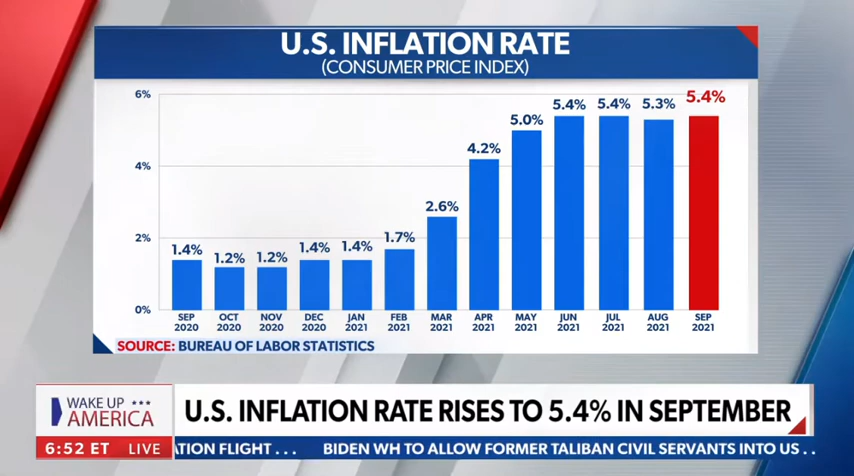 U.S. INFLATION RATE
(CONSUMER PRICE INDEX)
6%
4%
2%
0%
1.4%
1.2%
1.2%
1.4%
1.4%
1.7%
2.6%
4.2%
5.0%
5.4%
5.4%
5.3%
5.4%
SEP 2020
OCT 2020
NOV 2020
DEC 2020
JAN 2021
FEB 2021
MAR 2021
APR 2021
MAY 2021
JUN 2021
JUL 2021
AUG 2021
SEP 2021
SOURCE: BUREAU OF LABOR STATISTICS
WAKE UP
AMERICA
U.S. INFLATION RATE RISES TO 5.4% IN SEPTEMBER
6:52 ET LIVE
ATION FLIGHT . . . BIDEN WH TO ALLOW FORMER TALIBAN CIVIL SERVANTS INTO US . .